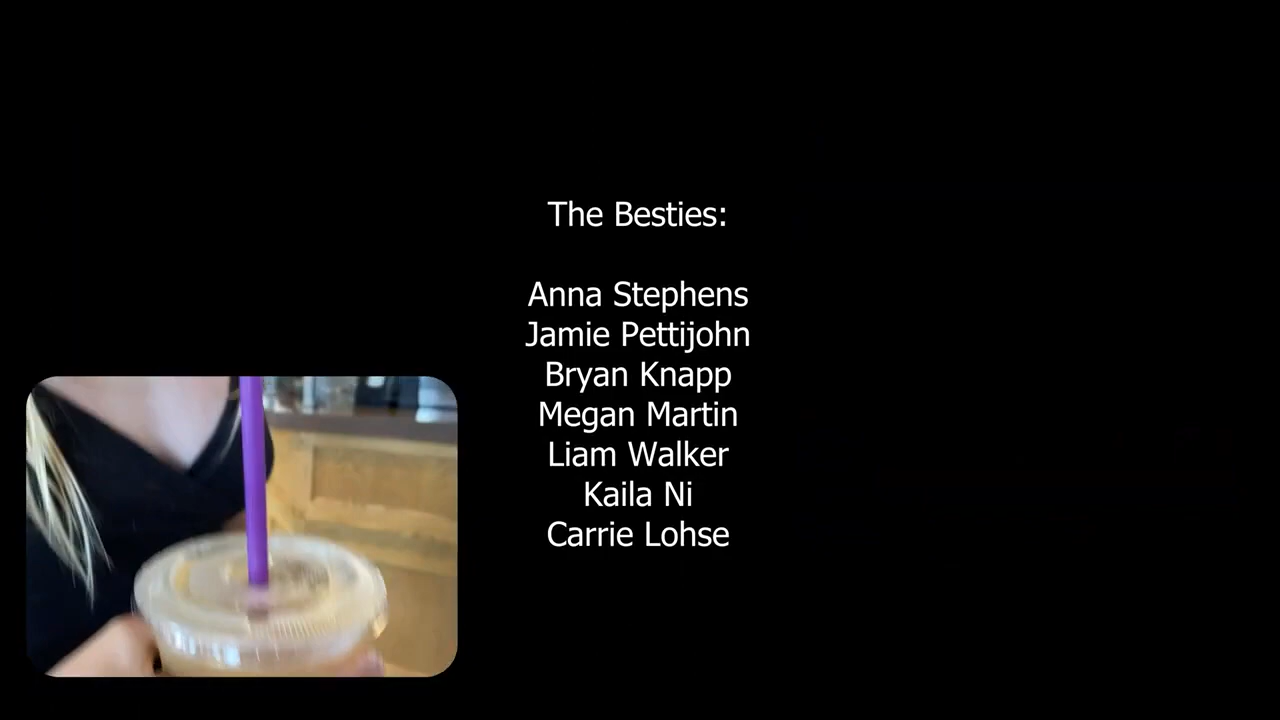 The Besties:
Anna Stephens
Jamie Pettijohn
Bryan Knapp
Megan Martin
Liam Walker
Kaila Ni
Carrie Lohse